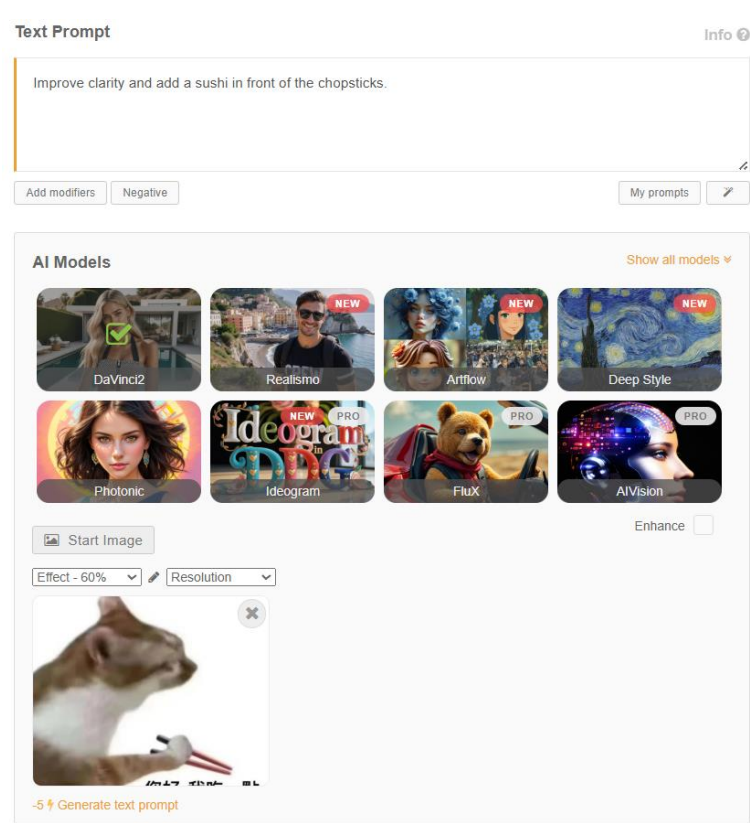 Text Prompt
Info
Improve clarity and add a sushi in front of the chopsticks.
Add modifiers
Negative
My prompts
AI Models
Show all models
NEW
NEW
NEW
DaVinci2
Realismo
Artflow
Deep Style
NEW
PRO
PRO
PRO
Ideogram
in
Photonic
Ideogram
FluX
AIVision
Start Image
Enhance
Effect - 60%
Resolution
-5 Generate text prompt